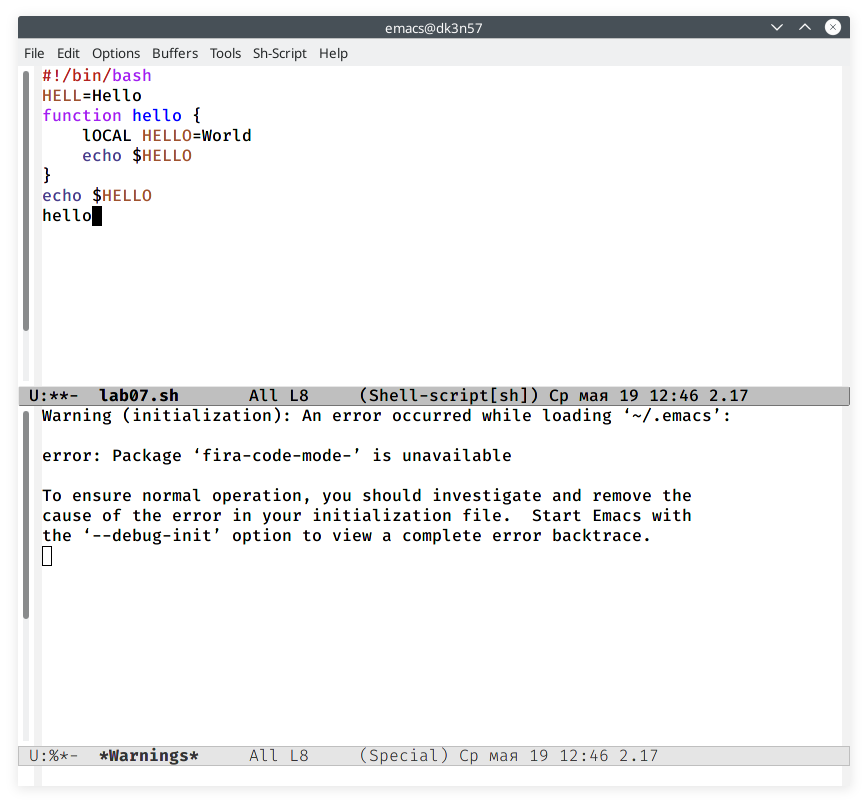 emacs@dk3n57
File Edit Options Buffers Tools Sh-Script Help
#!/bin/bash
HELL=Hello
function hello {
    lOCAL HELLO=World
    echo $HELLO
}
echo $HELLO
hello
U:**-  lab07.sh       All L8     (Shell-script[sh]) Ср мая 19 12:46 2.17
Warning (initialization): An error occurred while loading ‘~/.emacs’:
error: Package ‘fira-code-mode-’ is unavailable
To ensure normal operation, you should investigate and remove the
cause of the error in your initialization file.  Start Emacs with
the ‘--debug-init’ option to view a complete error backtrace.
U:%*-  *Warnings*     All L8     (Special) Ср мая 19 12:46 2.17